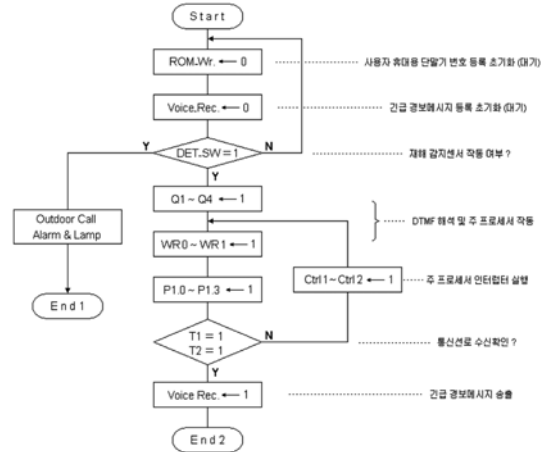 Start
ROM.Wr. ← 0
사용자 휴대용 단말기 번호 등록 초기화 (대기)
Voice.Rec. ← 0
긴급 경보메시지 등록 초기화 (대기)
Y
DET.SW = 1
N
재해 감지센서 작동 여부 ?
Y
Q1 ~ Q4 ← 1
Outdoor Call
Alarm & Lamp
DTMF 해석 및 주 프로세서 작동
WR0 ~ WR1 ← 1
Ctrl 1 ~ Ctrl 2 ← 1
주 프로세서 인터럽터 실행
End 1
P1.0 ~ P1.3 ← 1
T1 = 1
T2 = 1
N
통신선로 수신확인 ?
Y
Voice Rec. ← 1
긴급 경보메시지 송출
End 2